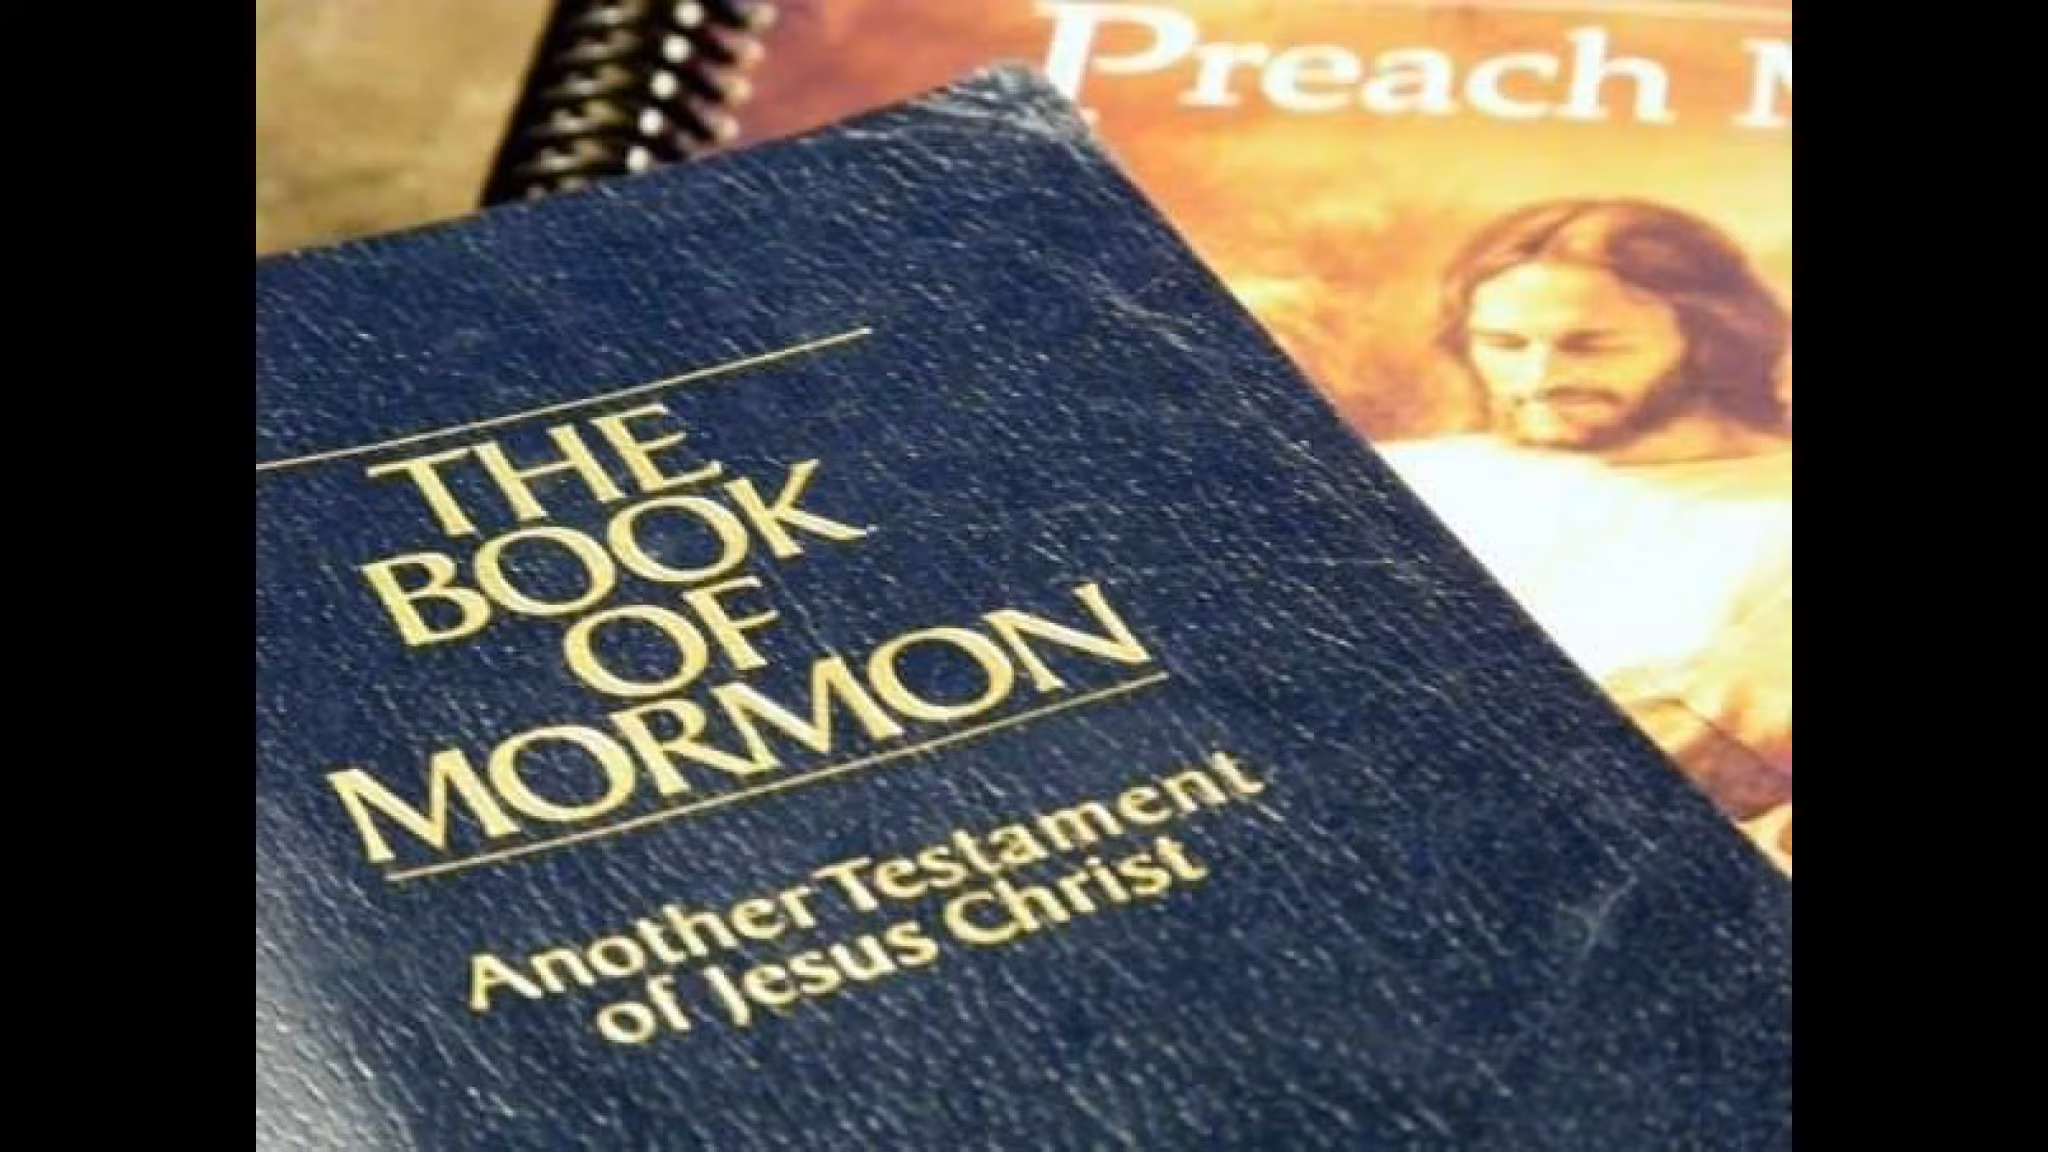 Preach
THE
BOOK
OF
MORMON
Another Testament
of Jesus Christ